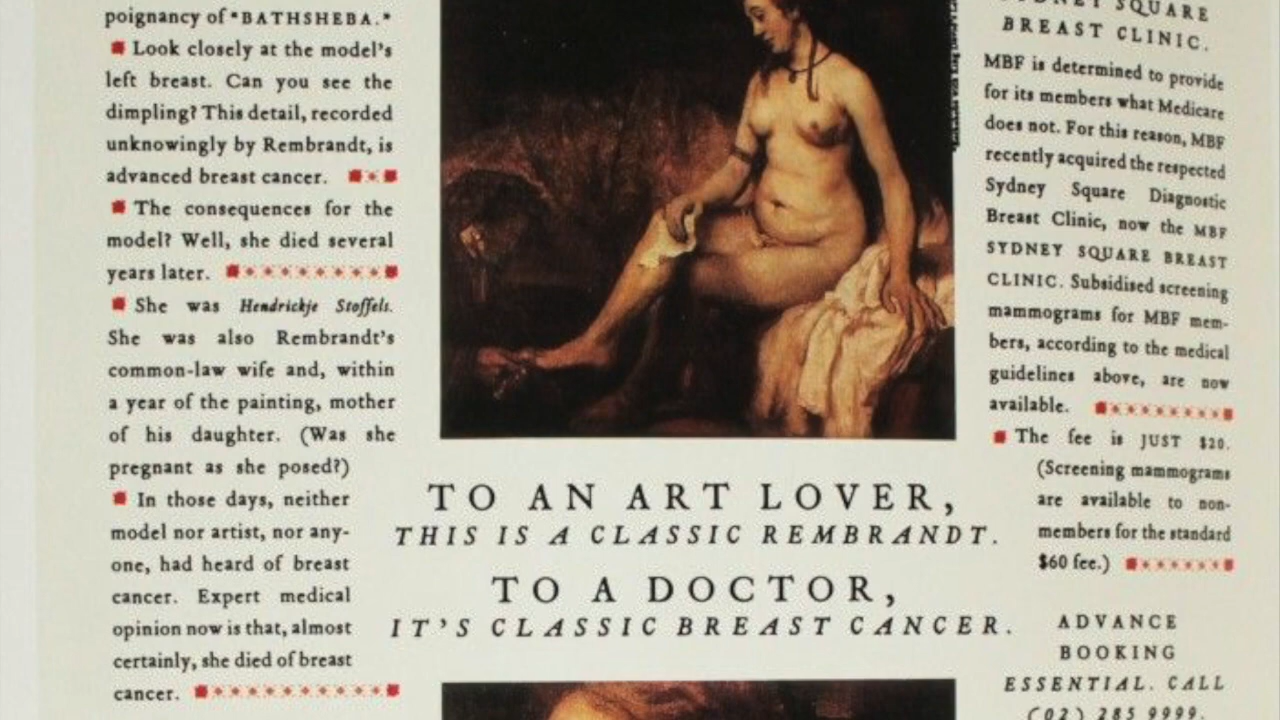 poignancy of "BATHSHEBA."
Look closely at the model's
left breast. Can you see the
dimpling? This detail, recorded
unknowingly by Rembrandt, is
advanced breast cancer.
The consequences for the
model? Well, she died several
years later.
She was Hendrickje Stoffels.
She was also Rembrandt's
common-law wife and, within
a year of the painting, mother
of his daughter. (Was she
pregnant as she posed?)
In those days, neither
model nor artist, nor any-
one, had heard of breast
cancer. Expert medical
opinion now is that, almost
certainly, she died of breast
cancer.
TO AN ART LOVER,
THIS IS A CLASSIC REMBRANDT.
TO A DOCTOR,
IT'S CLASSIC BREAST CANCER.
SYDNEY SQUARE
BREAST CLINIC.
MBF is determined to provide
for its members what Medicare
does not. For this reason, MBF
recently acquired the respected
Sydney Square Diagnostic
Breast Clinic, now the MBF
SYDNEY SQUARE BREAST
CLINIC. Subsidised screening
mammograms for MBF mem-
bers, according to the medical
guidelines above, are now
available.
The fee is JUST $20.
(Screening mammograms
are available to non-
members for the standard
$60 fee.)
ADVANCE
BOOKING
ESSENTIAL. CALL
(02) 285 9999.